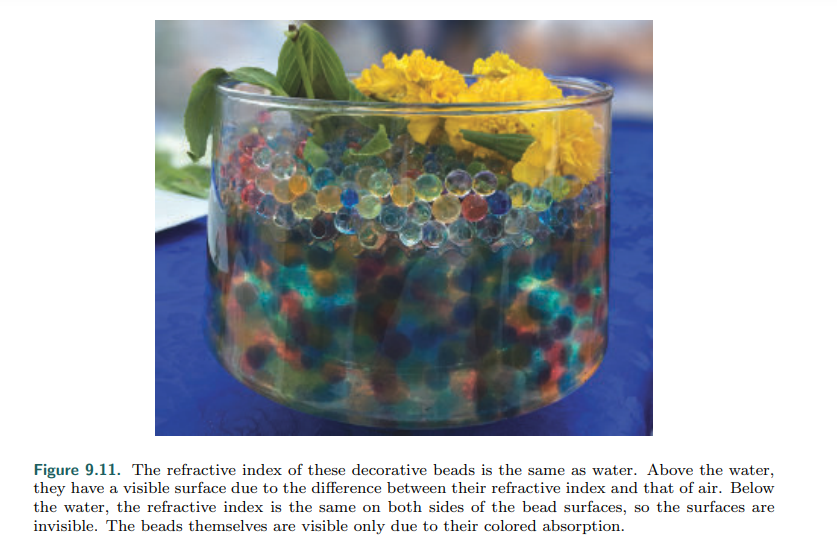 Figure 9.11. The refractive index of these decorative beads is the same as water. Above the water,
they have a visible surface due to the difference between their refractive index and that of air. Below
the water, the refractive index is the same on both sides of the bead surfaces, so the surfaces are
invisible. The beads themselves are visible only due to their colored absorption.